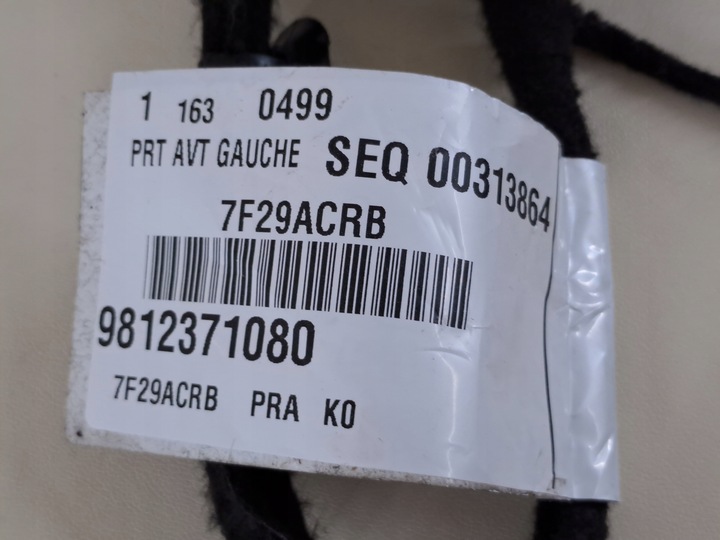 1 163 0499
PRT AVT GAUCHE SEQ 00313864
7F29ACRB
9812371080
7F29ACRB PRA K0